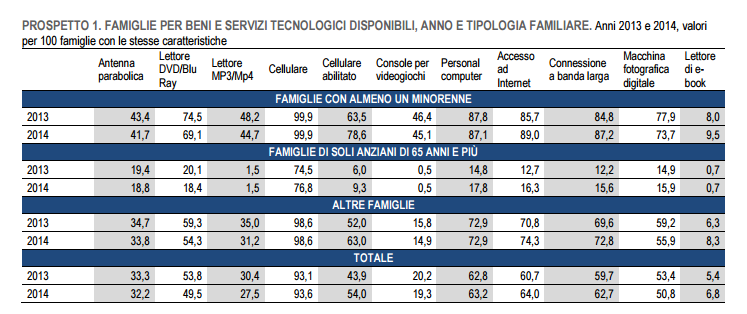 PROSPETTO 1. FAMIGLIE PER BENI E SERVIZI TECNOLOGICI DISPONIBILI, ANNO E TIPOLOGIA FAMILIARE. Anni 2013 e 2014, valori
per 100 famiglie con le stesse caratteristiche
Antenna parabolica Lettore DVD/Blu Ray Lettore MP3/Mp4 Cellulare Cellulare abilitato Console per videogiochi Personal computer Accesso ad Internet Connessione a banda larga Macchina fotografica digitale Lettore di e-book
FAMIGLIE CON ALMENO UN MINORENNE
2013 43,4 74,5 48,2 99,9 63,5 46,4 87,8 85,7 84,8 77,9 8,0
2014 41,7 69,1 44,7 99,9 78,6 45,1 87,1 89,0 87,2 73,7 9,5
FAMIGLIE DI SOLI ANZIANI DI 65 ANNI E PIÙ
2013 19,4 20,1 1,5 74,5 6,0 0,5 14,8 12,7 12,2 14,9 0,7
2014 18,8 18,4 1,5 76,8 9,3 0,5 17,8 16,3 15,6 15,9 0,7
ALTRE FAMIGLIE
2013 34,7 59,3 35,0 98,6 52,0 15,8 72,9 70,8 69,6 59,2 6,3
2014 33,8 54,3 31,2 98,6 63,0 14,9 72,9 74,3 72,8 55,9 8,3
TOTALE
2013 33,3 53,8 30,4 93,1 43,9 20,2 62,8 60,7 59,7 53,4 5,4
2014 32,2 49,5 27,5 93,6 54,0 19,3 63,2 64,0 62,7 50,8 6,8